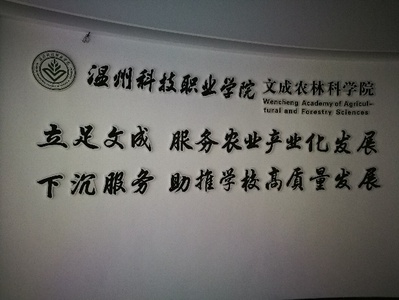 温州科技职业学院 文成农林科学院
Wencheng Academy of Agricul-
tural and Forestry Sciences
立足文成 服务农业产业化发展
下沉服务 助推学校高质量发展